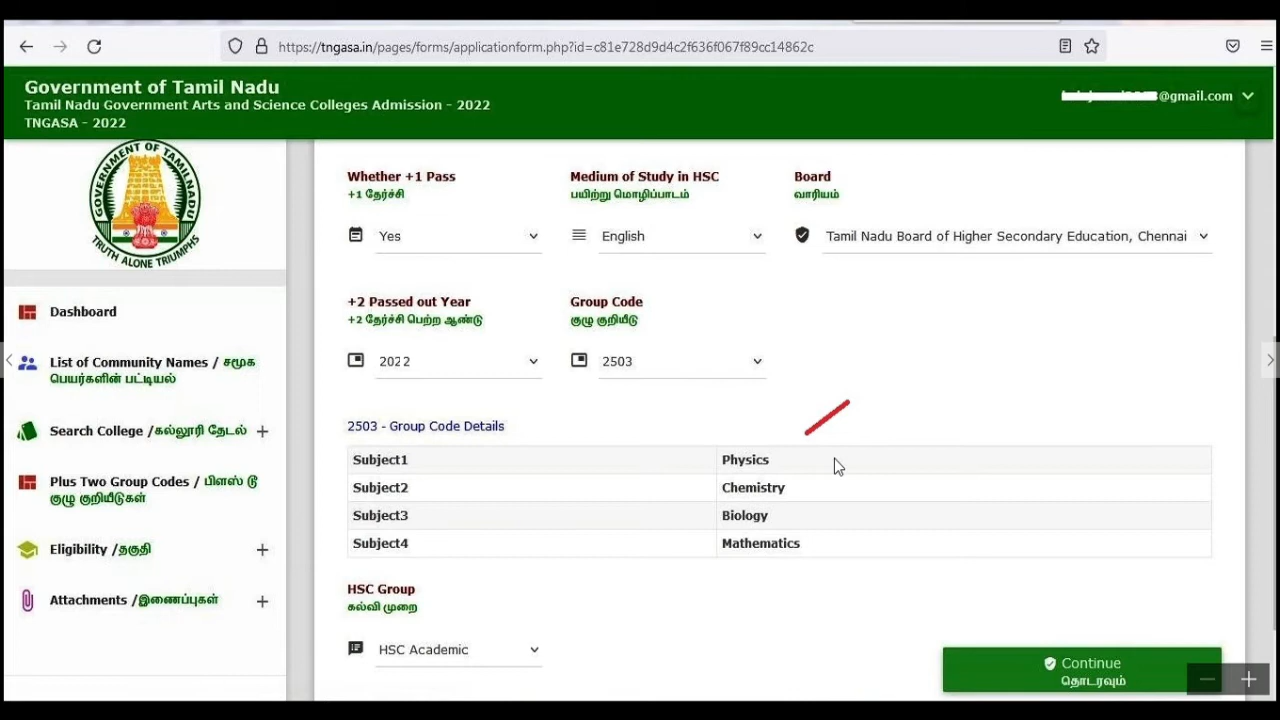 https://tngasa.in/pages/forms/applicationform.php?id=c81e728d9d4c2f636f067f89cc14862c
Government of Tamil Nadu
Tamil Nadu Government Arts and Science Colleges Admission - 2022
TNGASA - 2022
@gmail.com
GOVERNMENT OF TAMILNADU
TRUTH ALONE TRIUMPHS
Dashboard
List of Community Names / சமூக
பெயர்களின் பட்டியல்
Search College /கல்லூரி தேடல்
Plus Two Group Codes / பிளஸ் டூ
குழு குறியீடுகள்
Eligibility /தகுதி
Attachments /இணைப்புகள்
Whether +1 Pass
+1 தேர்ச்சி
Yes
Medium of Study in HSC
பயிற்று மொழிப்பாடம்
English
Board
வாரியம்
Tamil Nadu Board of Higher Secondary Education, Chennai
+2 Passed out Year
+2 தேர்ச்சி பெற்ற ஆண்டு
2022
Group Code
குழு குறியீடு
2503
2503 - Group Code Details
Subject1 Physics
Subject2 Chemistry
Subject3 Biology
Subject4 Mathematics
HSC Group
கல்வி முறை
HSC Academic
Continue
தொடரவும்